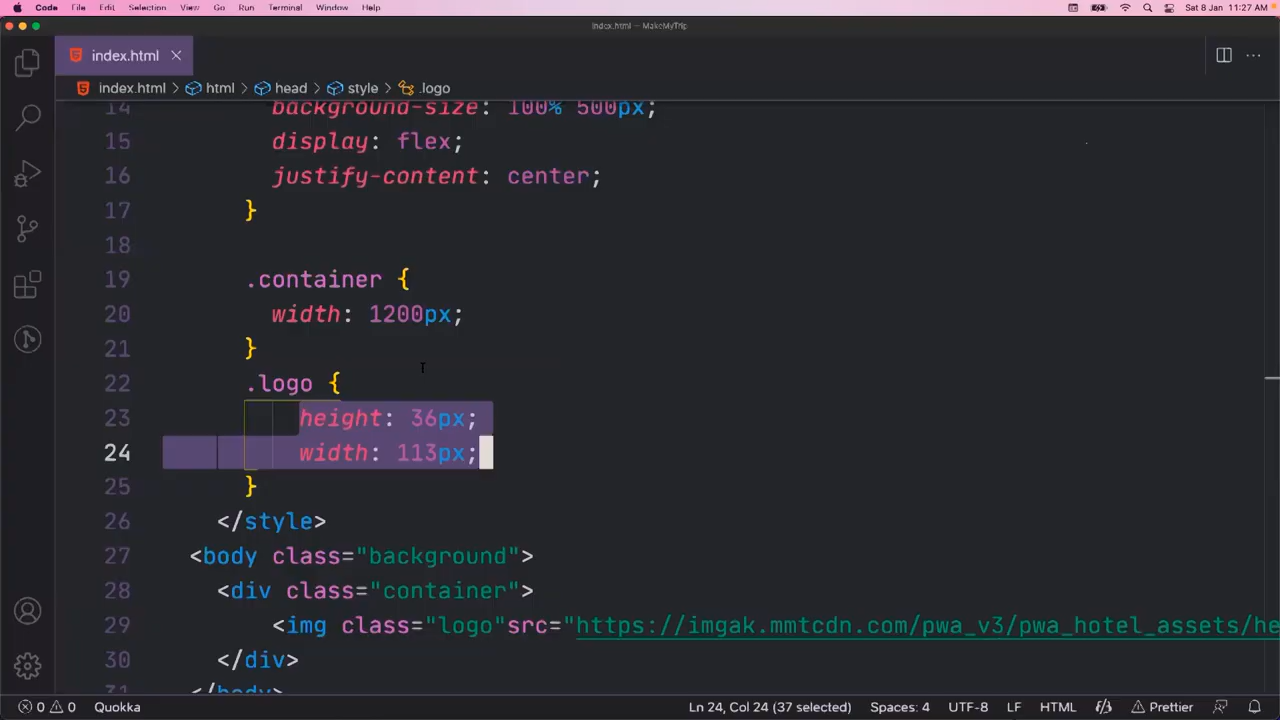 Code File Edit Selection View Go Run Terminal Window Help Sat 8 Jan 11:27 AM
index.html — MakeMyTrip
index.html
index.html > html > head > style > .logo
14 background-size: 100% 500px;
15 display: flex;
16 justify-content: center;
17 }
18
19 .container {
20 width: 1200px;
21 }
22 .logo {
23 height: 36px;
24 width: 113px;
25 }
26 </style>
27 <body class="background">
28 <div class="container">
29 <img class="logo"src="https://imgak.mmtcdn.com/pwa_v3/pwa_hotel_assets/he
30 </div>
31 </body>
0 0 Quokka Ln 24, Col 24 (37 selected) Spaces: 4 UTF-8 LF HTML Prettier